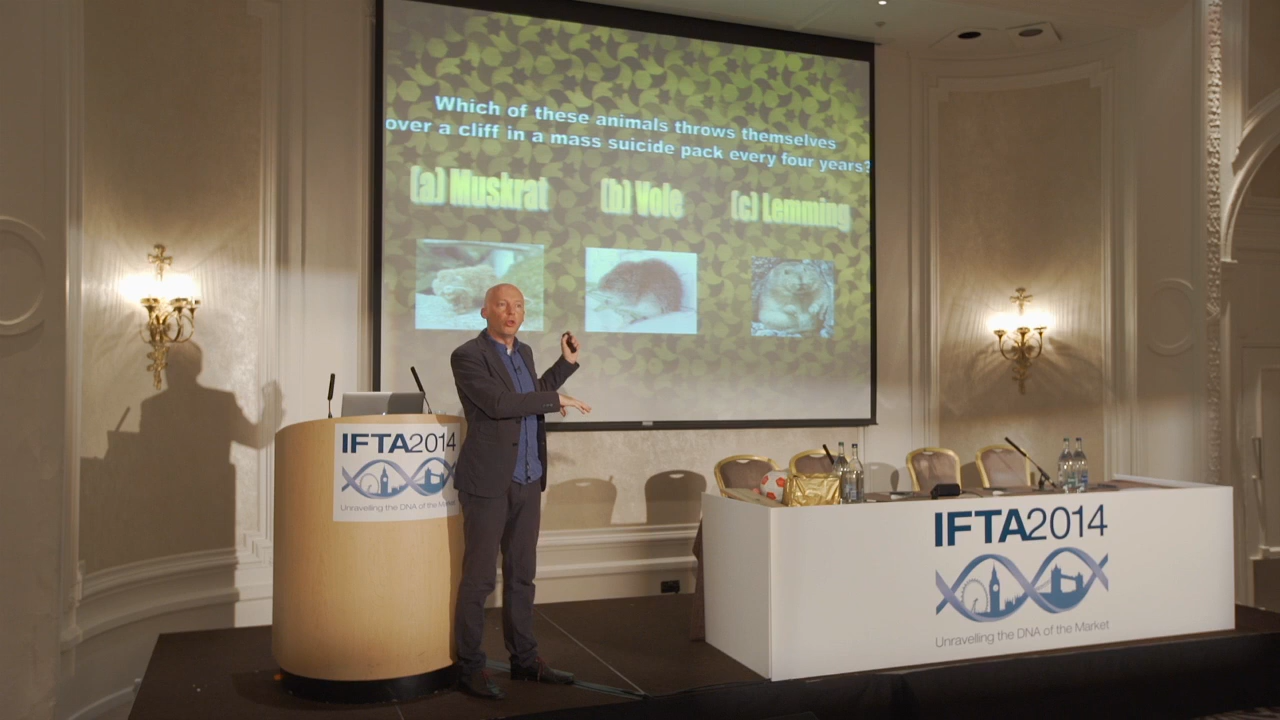 Which of these animals throws themselves
over a cliff in a mass suicide pack every four years?
(a) Muskrat (b) Vole (c) Lemming
IFTA2014
Unravelling the DNA of the Market
IFTA2014
Unravelling the DNA of the Market